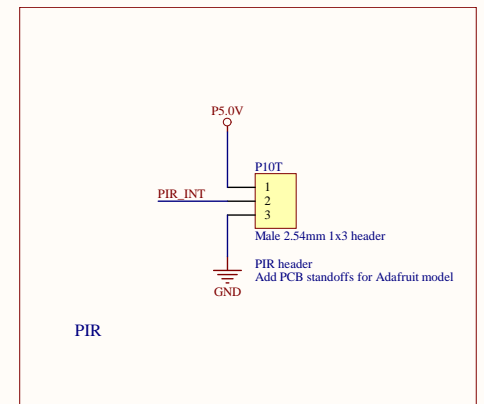 P5.0V
P10T
1
PIR_INT
2
3
Male 2.54mm 1x3 header
PIR header
Add PCB standoffs for Adafruit model
GND
PIR